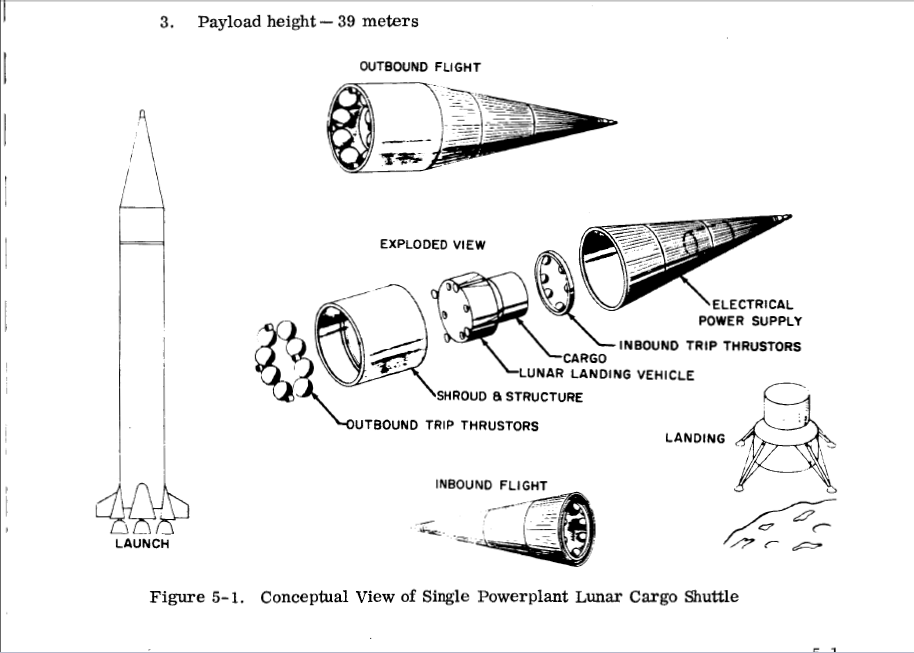 3. Payload height — 39 meters
OUTBOUND FLIGHT
EXPLODED VIEW
ELECTRICAL
POWER SUPPLY
INBOUND TRIP THRUSTORS
CARGO
LUNAR LANDING VEHICLE
SHROUD & STRUCTURE
OUTBOUND TRIP THRUSTORS
LANDING
INBOUND FLIGHT
LAUNCH
Figure 5-1. Conceptual View of Single Powerplant Lunar Cargo Shuttle